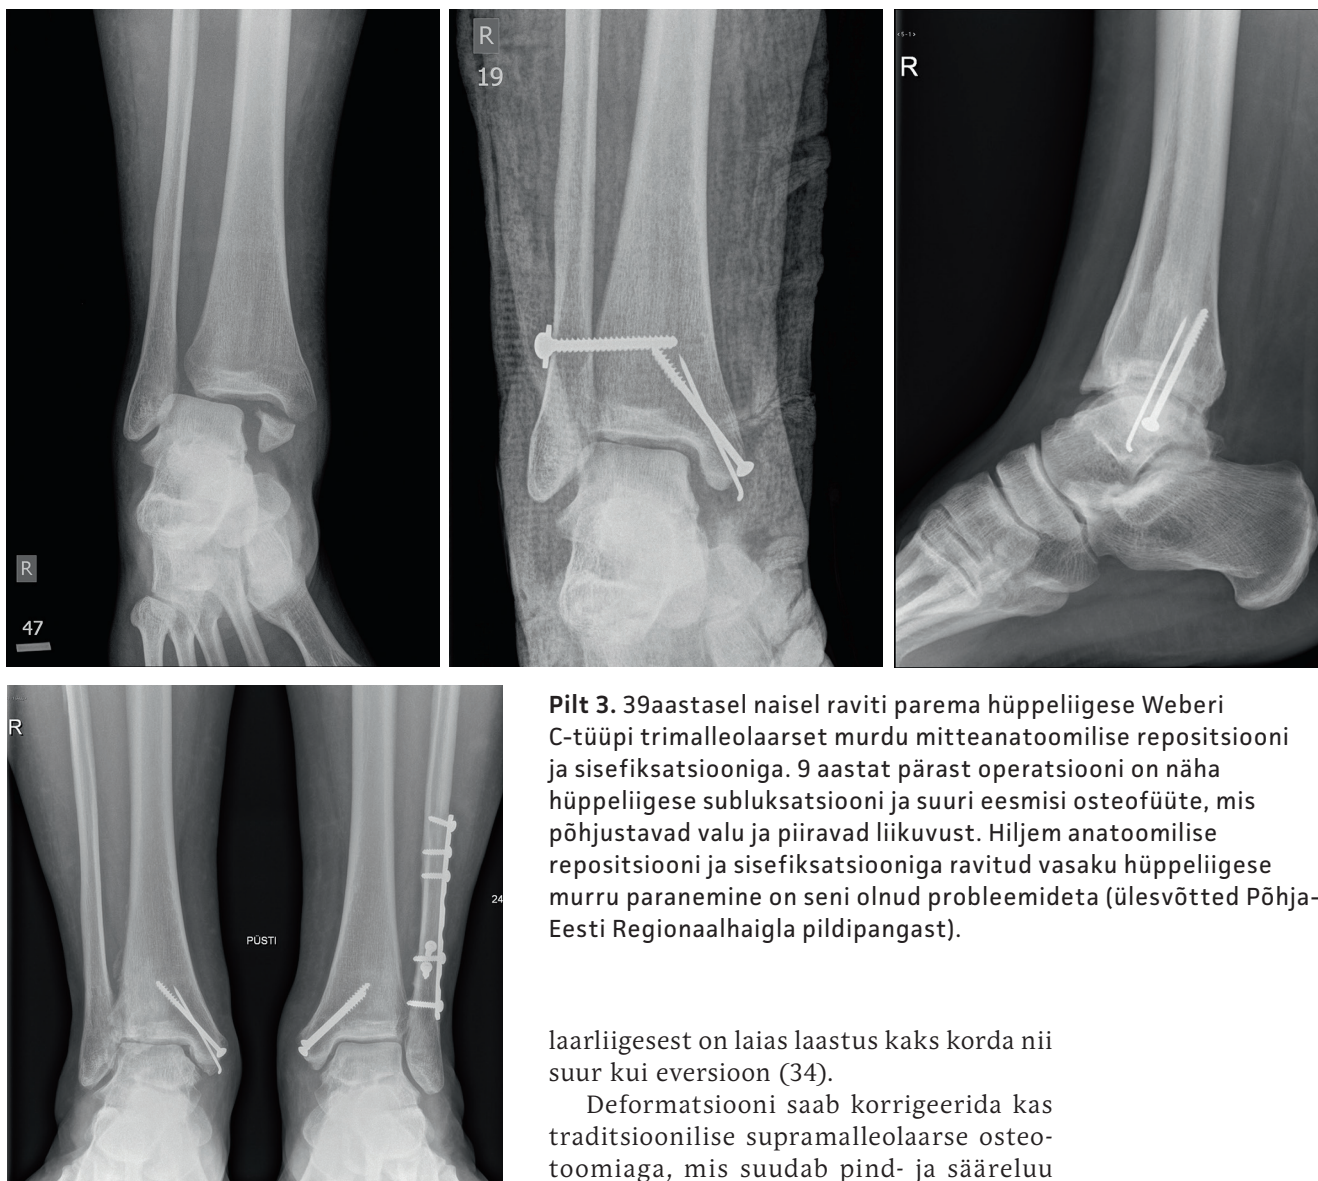 R
19
<5-1>
R
R
47
R
PÜSTI
24
Pilt 3. 39aastasel naisel raviti parema hüppeliigese Weberi
C-tüüpi trimalleolaarset murdu mitteanatoomilise repositsiooni
ja sisefiksatsiooniga. 9 aastat pärast operatsiooni on näha
hüppeliigese subluksatsiooni ja suuri eesmisi osteofüüte, mis
põhjustavad valu ja piiravad liikuvust. Hiljem anatoomilise
repositsiooni ja sisefiksatsiooniga ravitud vasaku hüppeliigese
murru paranemine on seni olnud probleemideta (ülesvõtted Põhja-
Eesti Regionaalhaigla pildipangast).
laarliigesest on laias laastus kaks korda nii
suur kui eversioon (34).
Deformatsiooni saab korrigeerida kas
traditsioonilise supramalleolaarse osteo-
toomiaga, mis suudab pind- ja sääreluu